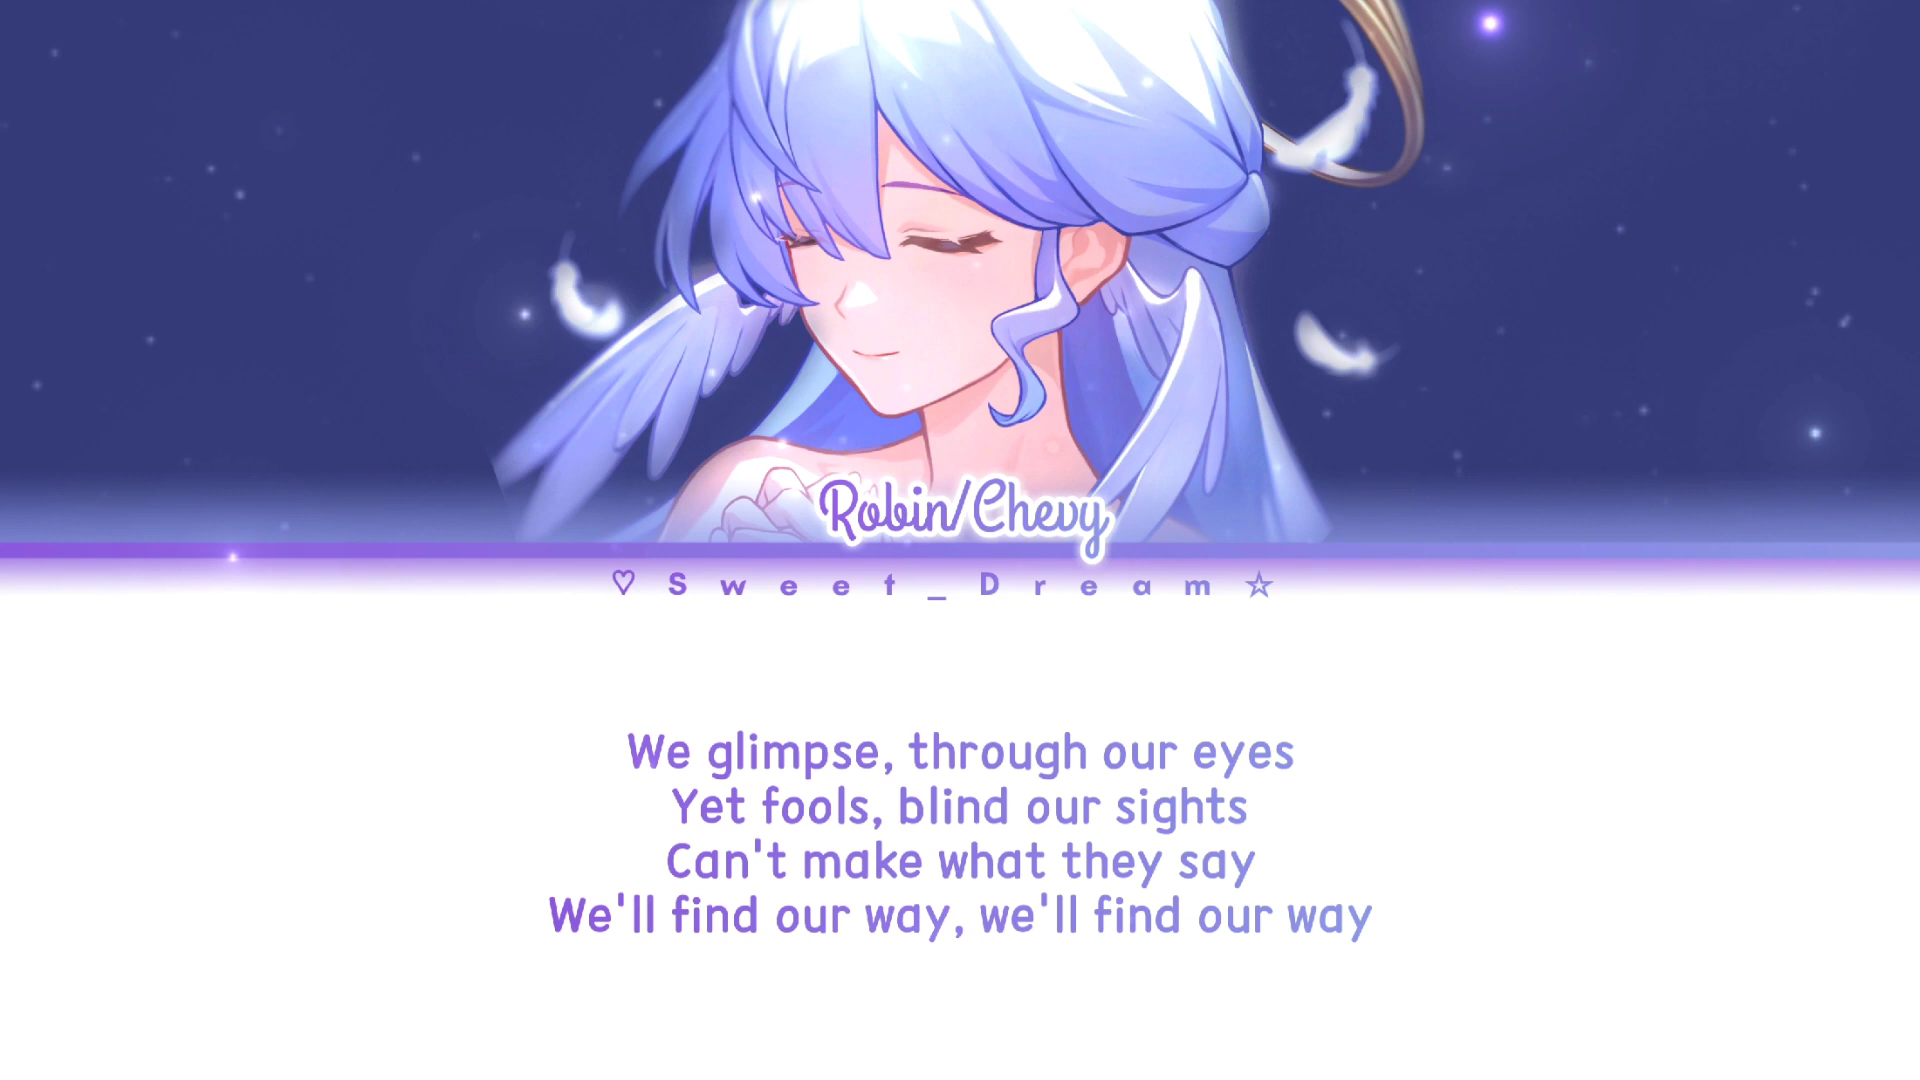 Robin/Chevy
♡ Sweet_Dream ☆
We glimpse, through our eyes
Yet fools, blind our sights
Can't make what they say
We'll find our way, we'll find our way